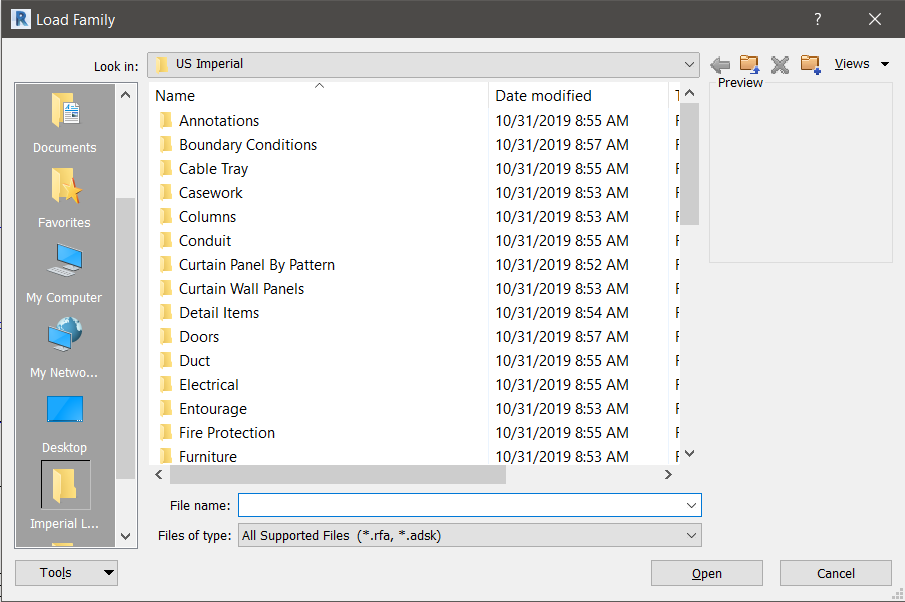 R Load Family ? ×
Look in: US Imperial Views
Preview
Documents
Favorites
My Computer
My Netwo...
Desktop
Imperial L...
Name Date modified
Annotations 10/31/2019 8:55 AM F
Boundary Conditions 10/31/2019 8:57 AM F
Cable Tray 10/31/2019 8:55 AM F
Casework 10/31/2019 8:53 AM F
Columns 10/31/2019 8:53 AM F
Conduit 10/31/2019 8:55 AM F
Curtain Panel By Pattern 10/31/2019 8:52 AM F
Curtain Wall Panels 10/31/2019 8:53 AM F
Detail Items 10/31/2019 8:54 AM F
Doors 10/31/2019 8:57 AM F
Duct 10/31/2019 8:55 AM F
Electrical 10/31/2019 8:55 AM F
Entourage 10/31/2019 8:53 AM F
Fire Protection 10/31/2019 8:55 AM F
Furniture 10/31/2019 8:53 AM F
File name:
Files of type: All Supported Files (*.rfa, *.adsk)
Tools Open Cancel